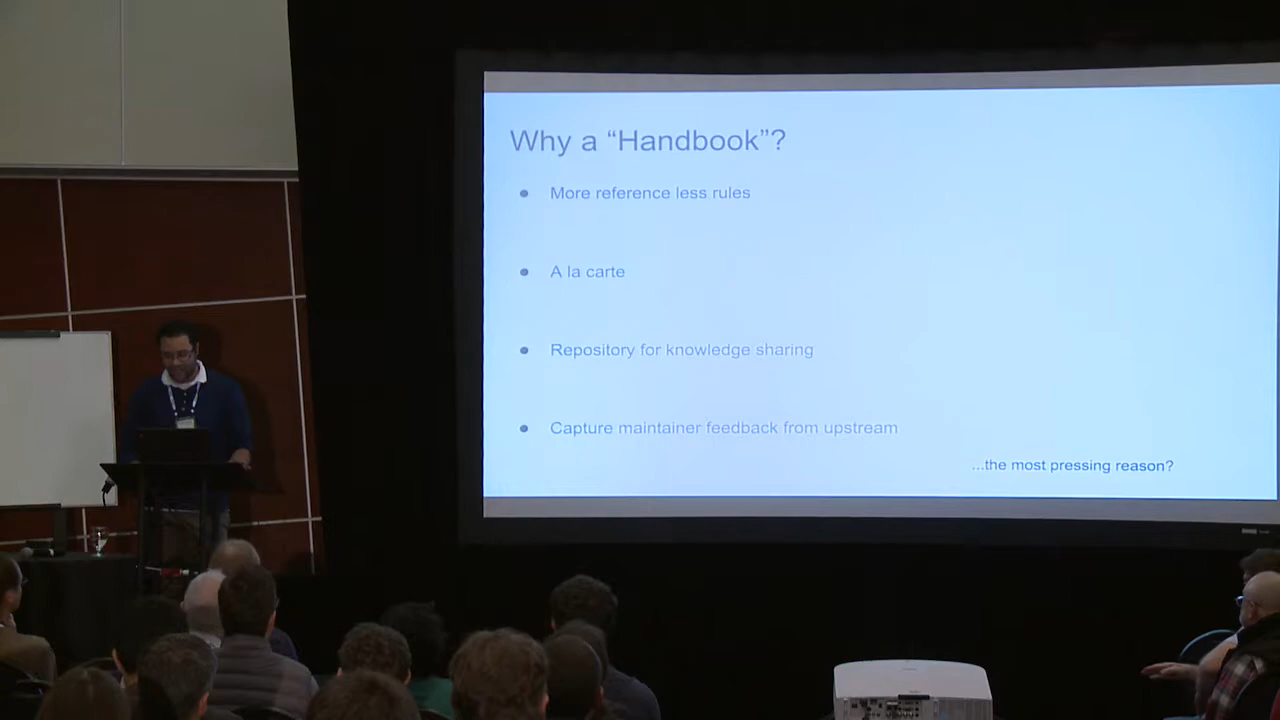 Why a “Handbook”?
● More reference less rules
● A la carte
● Repository for knowledge sharing
● Capture maintainer feedback from upstream
...the most pressing reason?